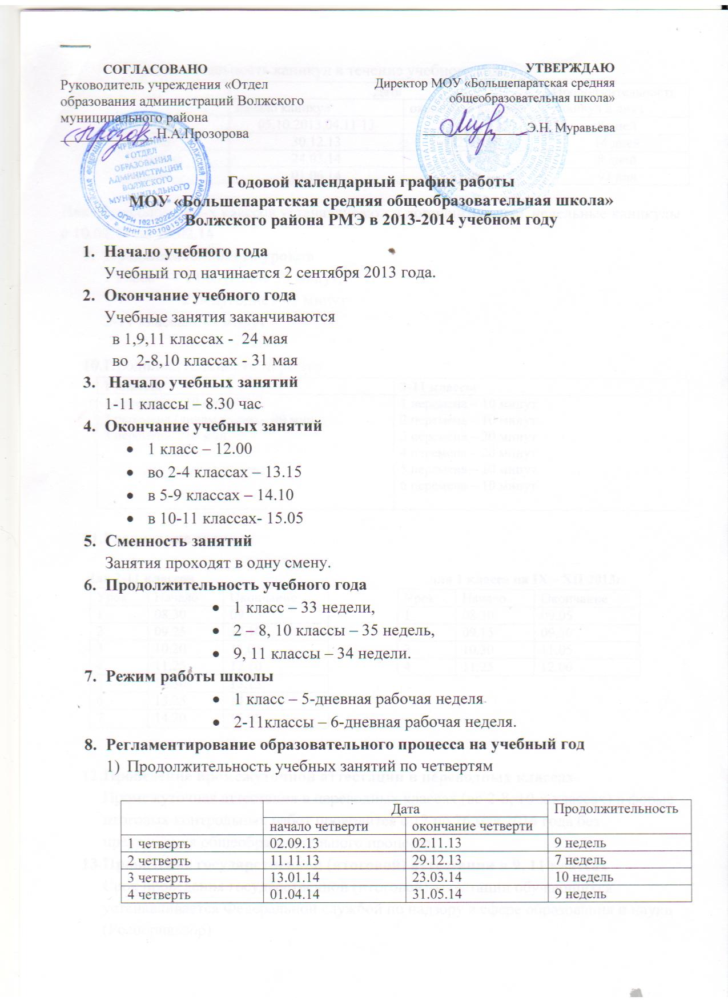 СОГЛАСОВАНО
Руководитель учреждения «Отдел
образования администраций Волжского
муниципального района
Н.А.Прозорова
УТВЕРЖДАЮ
Директор МОУ «Большепаратская средняя
общеобразовательная школа»
Э.Н. Муравьева
УЧРЕЖДЕНИЕ
«ОТДЕЛ
ОБРАЗОВАНИЯ
АДМИНИСТРАЦИИ
ВОЛЖСКОГО
МУНИЦИПАЛЬНОГО
РАЙОНА»
Годовой календарный график работы
МОУ «Большепаратская средняя общеобразовательная школа»
Волжского района РМЭ в 2013-2014 учебном году
1. Начало учебного года
Учебный год начинается 2 сентября 2013 года.
2. Окончание учебного года
Учебные занятия заканчиваются
в 1,9,11 классах - 24 мая
во 2-8,10 классах - 31 мая
3. Начало учебных занятий
1-11 классы – 8.30 час
4. Окончание учебных занятий
• 1 класс – 12.00
• во 2-4 классах – 13.15
• в 5-9 классах – 14.10
• в 10-11 классах- 15.05
5. Сменность занятий
Занятия проходят в одну смену.
6. Продолжительность учебного года
• 1 класс – 33 недели,
• 2 – 8, 10 классы – 35 недель,
• 9, 11 классы – 34 недели.
7. Режим работы школы
• 1 класс – 5-дневная рабочая неделя
• 2-11классы – 6-дневная рабочая неделя.
8. Регламентирование образовательного процесса на учебный год
1) Продолжительность учебных занятий по четвертям
Дата Продолжительность
начало четверти окончание четверти
1 четверть 02.09.13 02.11.13 9 недель
2 четверть 11.11.13 29.12.13 7 недель
3 четверть 13.01.14 23.03.14 10 недель
4 четверть 01.04.14 31.05.14 9 недель